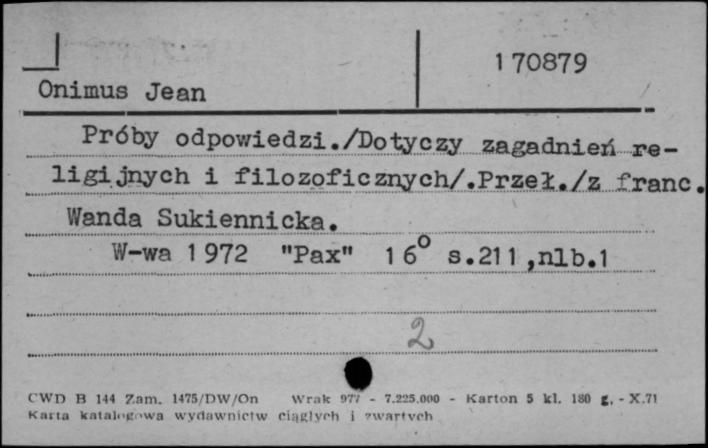 170879
Onimus Jean
Próby odpowiedzi./Dotyczy zagadnień re-
ligijnych i filozoficznych/.Przeł./z franc.
Wanda Sukiennicka.
W-wa 1972 "Pax" 16° s.211,nlb.1
2
CWD B 144 Zam. 1475/DW/On Wrak 977 - 7.225.000 - Karton 5 kl. 180 g. - X.71
Karta katalogowa wydawnictw ciągłych i zwartych